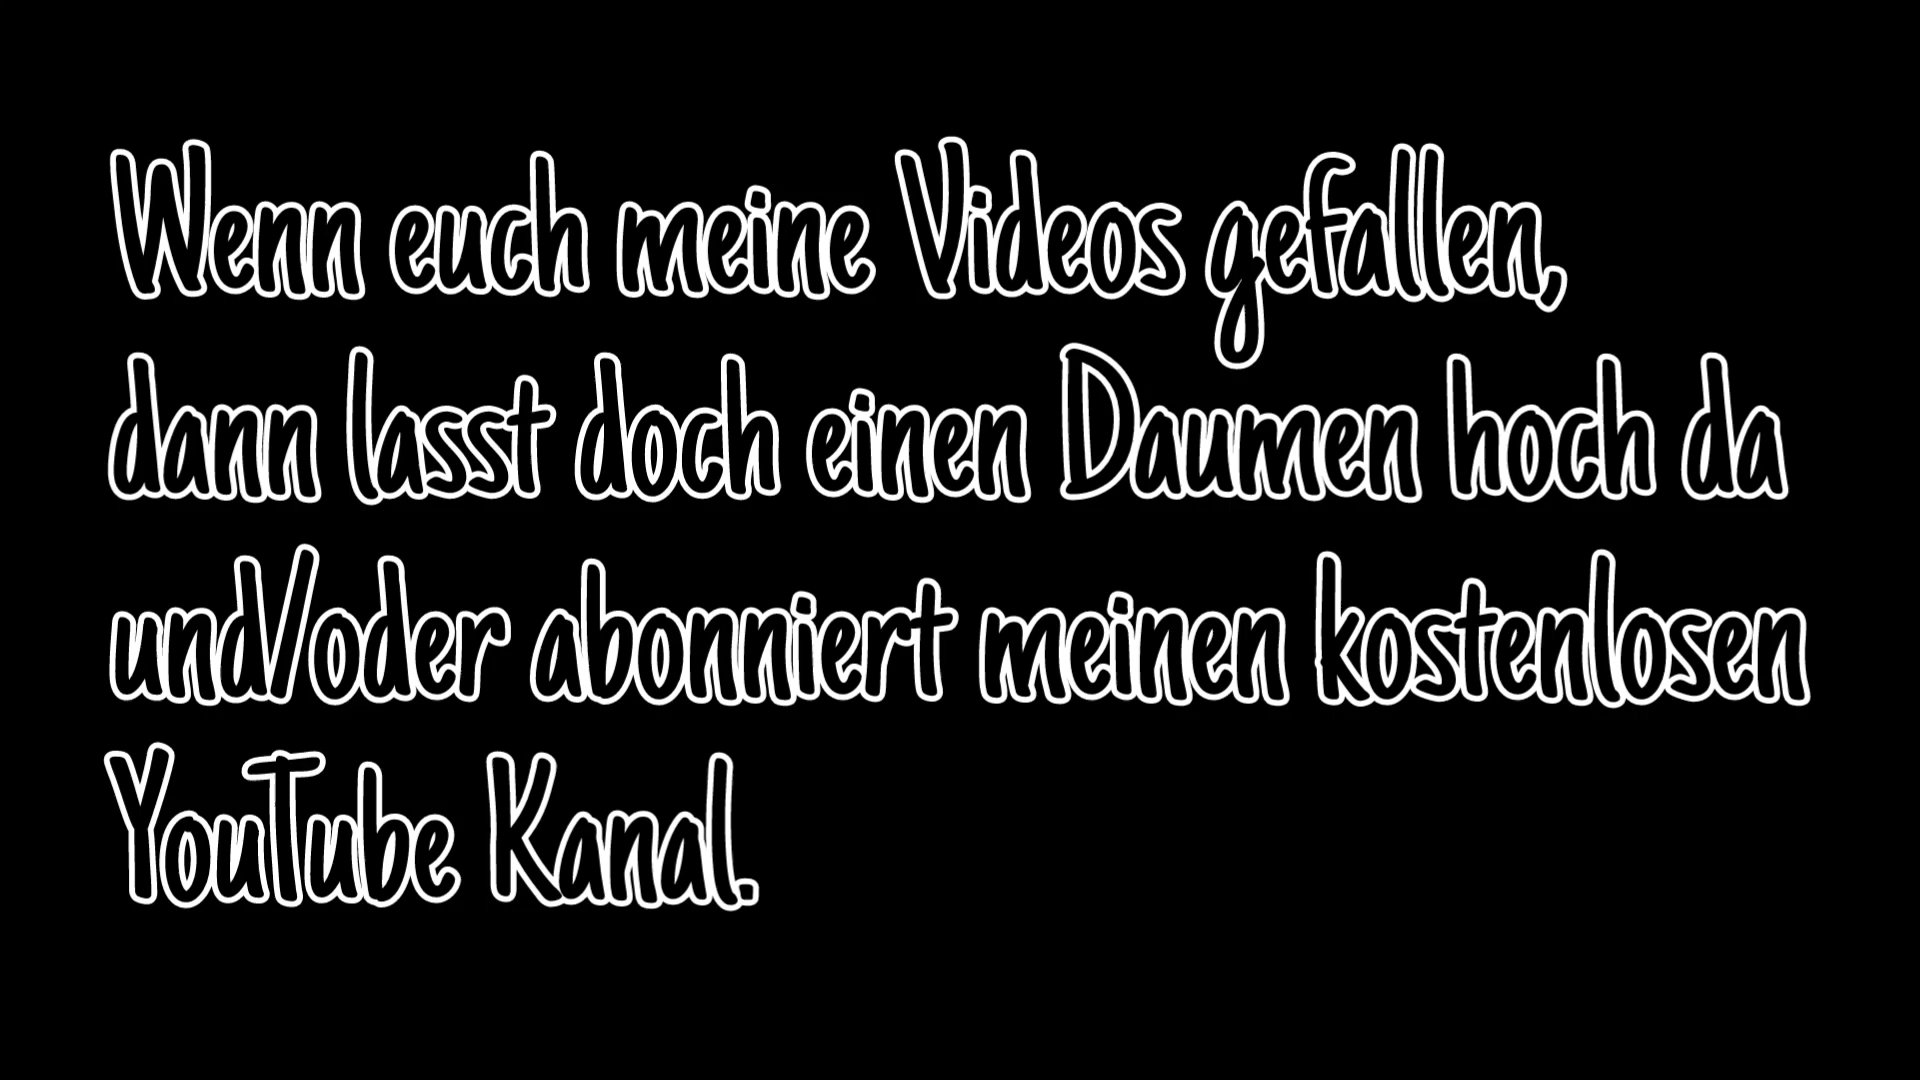 Wenn euch meine Videos gefallen,
dann lasst doch einen Daumen hoch da
und/oder abonniert meinen kostenlosen
YouTube Kanal.